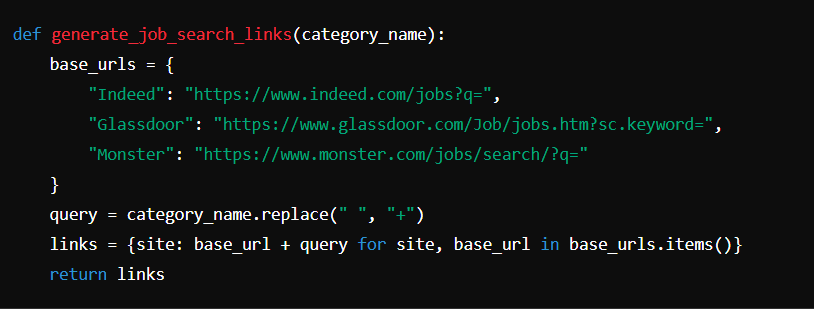 def generate_job_search_links(category_name):
    base_urls = {
        "Indeed": "https://www.indeed.com/jobs?q=",
        "Glassdoor": "https://www.glassdoor.com/Job/jobs.htm?sc.keyword=",
        "Monster": "https://www.monster.com/jobs/search/?q="
    }
    query = category_name.replace(" ", "+")
    links = {site: base_url + query for site, base_url in base_urls.items()}
    return links